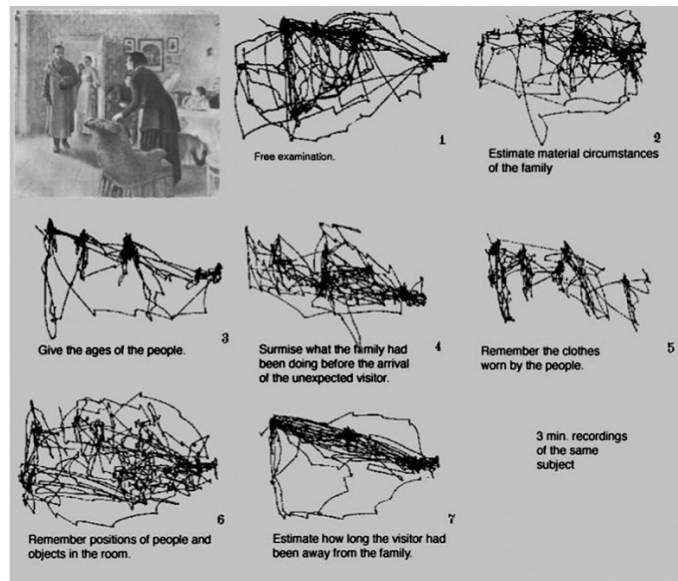 1
Free examination.
2
Estimate material circumstances
of the family
3
Give the ages of the people.
4
Surmise what the family had
been doing before the arrival
of the unexpected visitor.
5
Remember the clothes
worn by the people.
6
Remember positions of people and
objects in the room.
7
Estimate how long the visitor had
been away from the family.
3 min. recordings
of the same
subject